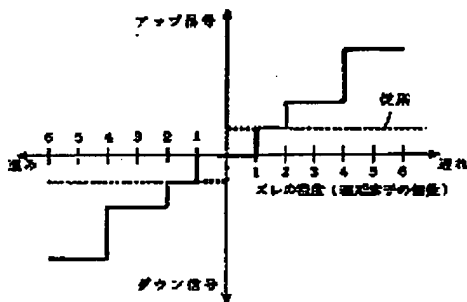 アップ信号
従来
6 5 4 3 2 1
進み
1 2 3 4 5 6
遅れ
ズレの程度(遅延素子の個数)
ダウン信号